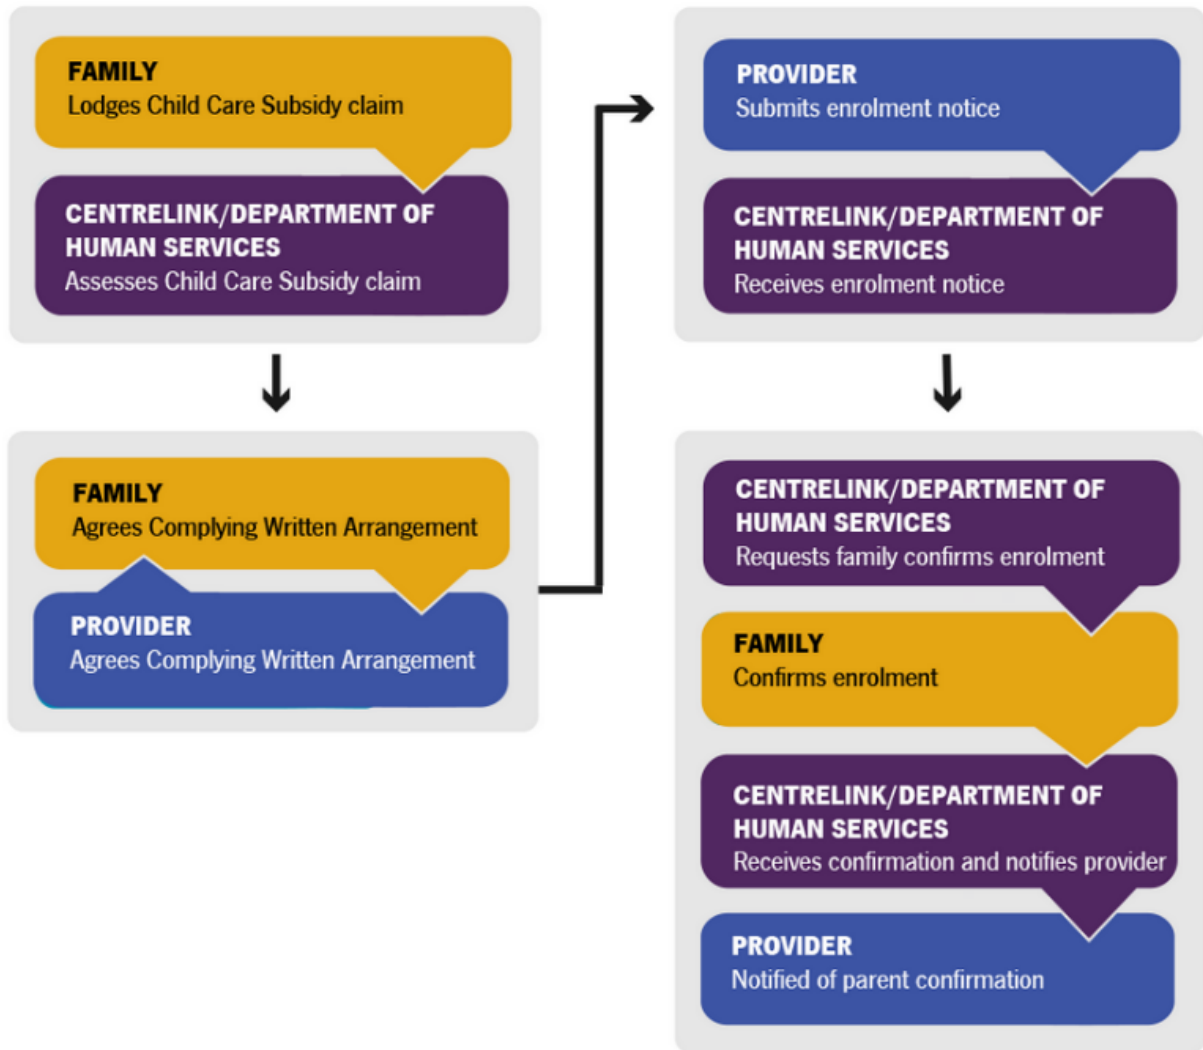 FAMILY
Lodges Child Care Subsidy claim
CENTRELINK/DEPARTMENT OF
HUMAN SERVICES
Assesses Child Care Subsidy claim
FAMILY
Agrees Complying Written Arrangement
PROVIDER
Agrees Complying Written Arrangement
PROVIDER
Submits enrolment notice
CENTRELINK/DEPARTMENT OF
HUMAN SERVICES
Receives enrolment notice
CENTRELINK/DEPARTMENT OF
HUMAN SERVICES
Requests family confirms enrolment
FAMILY
Confirms enrolment
CENTRELINK/DEPARTMENT OF
HUMAN SERVICES
Receives confirmation and notifies provider
PROVIDER
Notified of parent confirmation